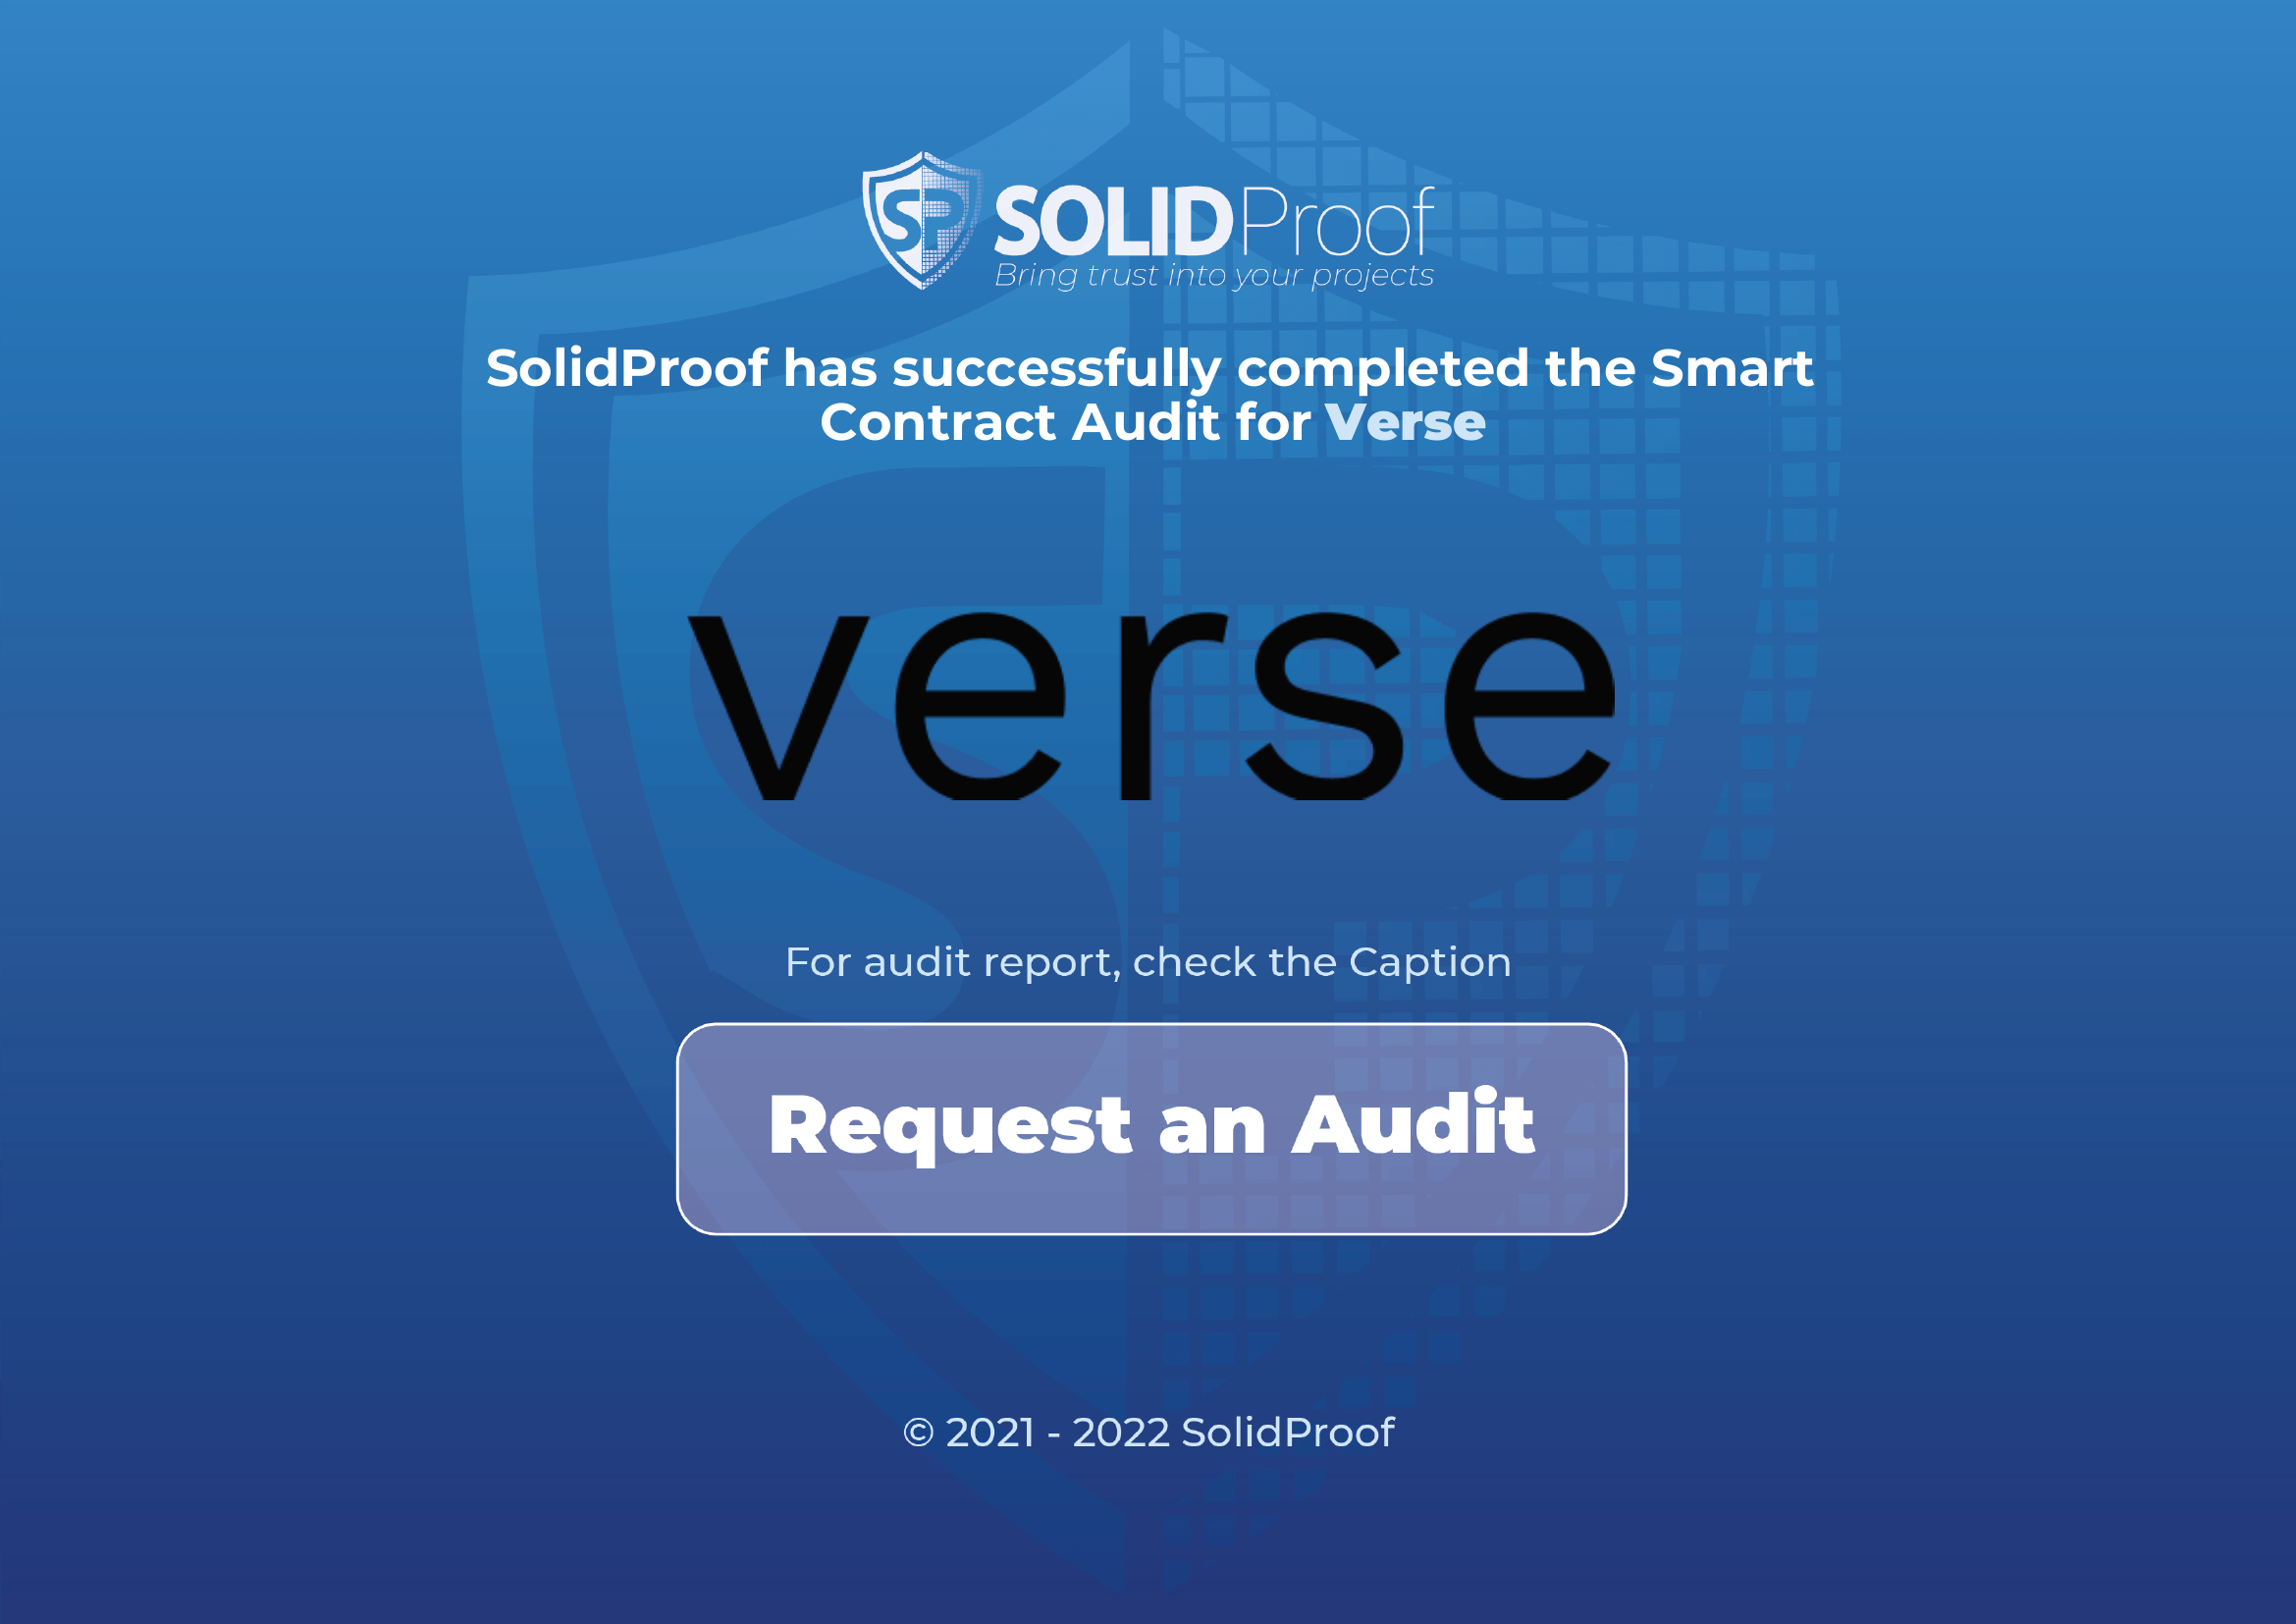 SP SOLIDProof
Bring trust into your projects
SolidProof has successfully completed the Smart
Contract Audit for Verse
verse
For audit report, check the Caption
Request an Audit
© 2021 - 2022 SolidProof